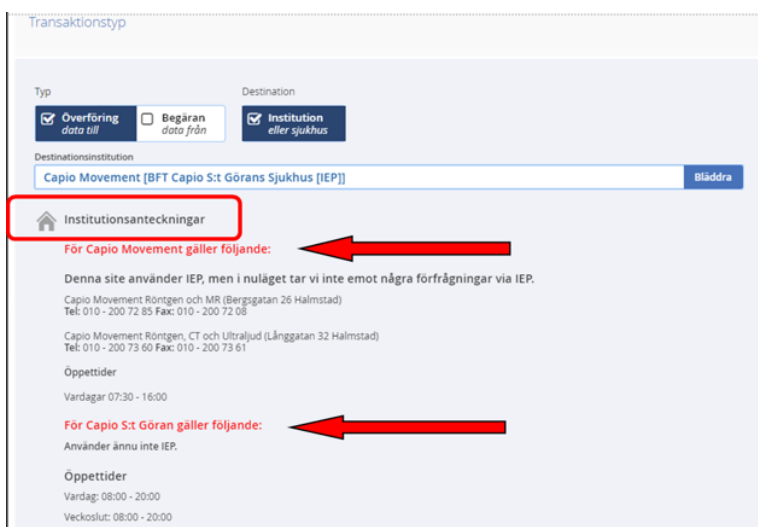 Transaktionstyp
Typ
Destination
Överföring
data till
Begäran
data från
Institution
eller sjukhus
Destinationsinstitution
Capio Movement [BFT Capio S:t Görans Sjukhus [IEP]]
Bläddra
Institutionsanteckningar
För Capio Movement gäller följande:
Denna site använder IEP, men i nuläget tar vi inte emot några förfrågningar via IEP.
Capio Movement Röntgen och MR (Bergsgatan 26 Halmstad)
Tel: 010 - 200 72 85 Fax: 010 - 200 72 08
Capio Movement Röntgen, CT och Ultraljud (Långgatan 32 Halmstad)
Tel: 010 - 200 73 60 Fax: 010 - 200 73 61
Öppettider
Vardagar 07:30 - 16:00
För Capio S:t Göran gäller följande:
Använder ännu inte IEP.
Öppettider
Vardag: 08:00 - 20:00
Veckoslut: 08:00 - 20:00